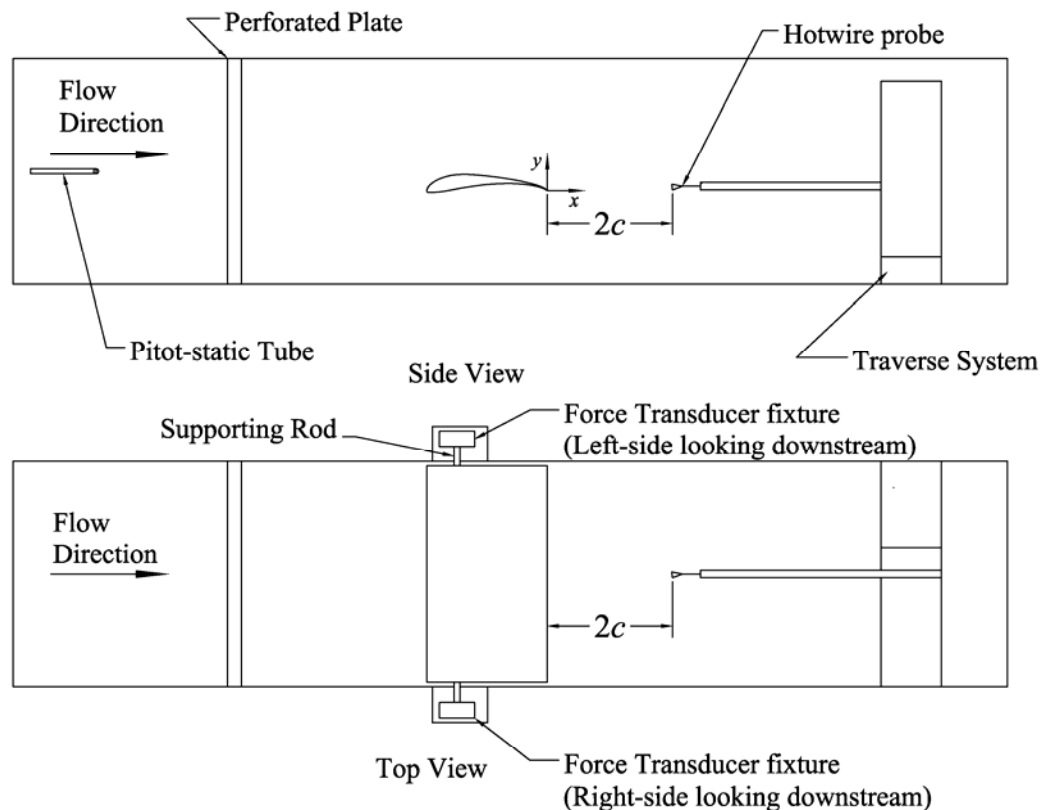 Perforated Plate
Hotwire probe
Flow
Direction
y
x
2c
Pitot-static Tube
Traverse System
Side View
Supporting Rod
Force Transducer fixture
(Left-side looking downstream)
Flow
Direction
2c
Top View
Force Transducer fixture
(Right-side looking downstream)